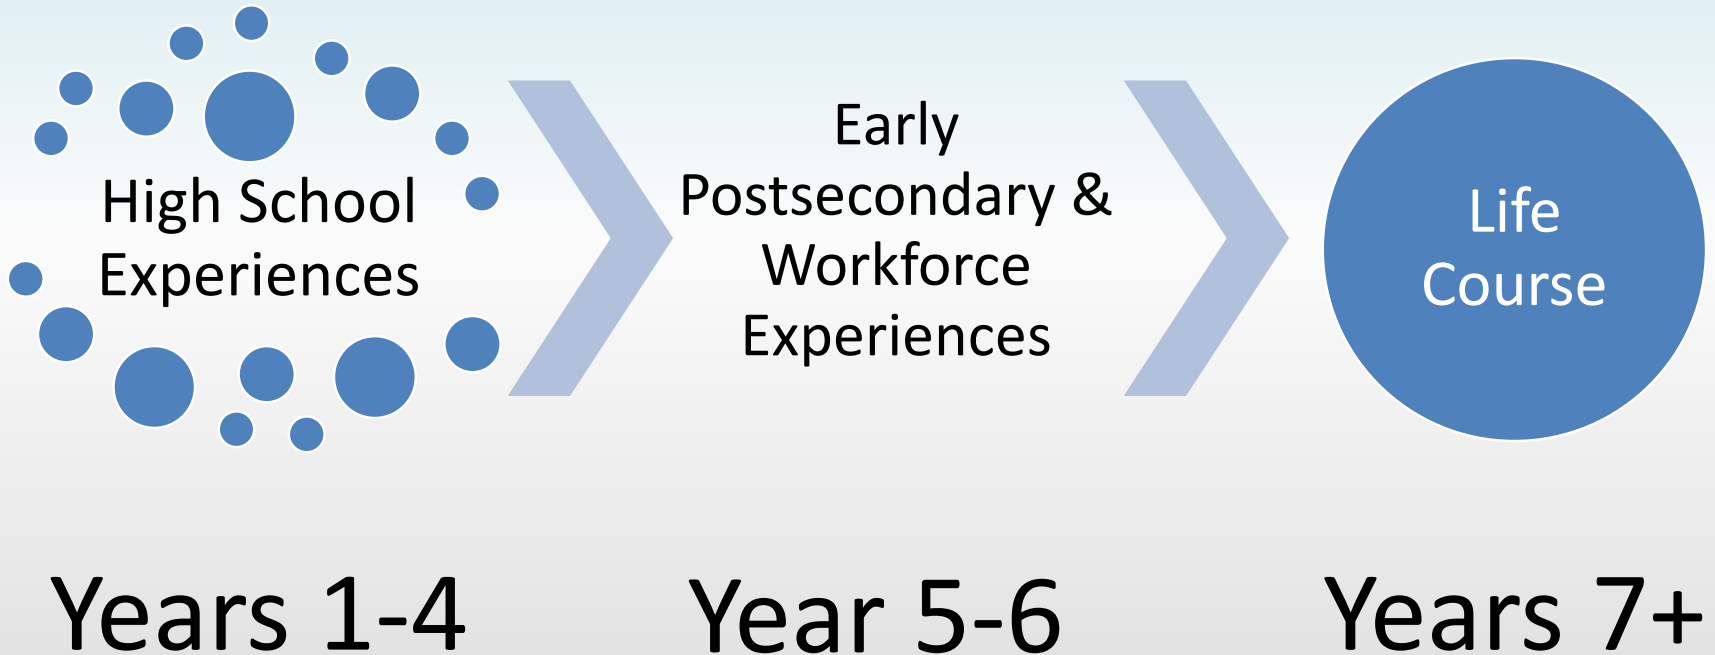 High School
Experiences
Early
Postsecondary &
Workforce
Experiences
Life
Course
Years 1-4
Year 5-6
Years 7+